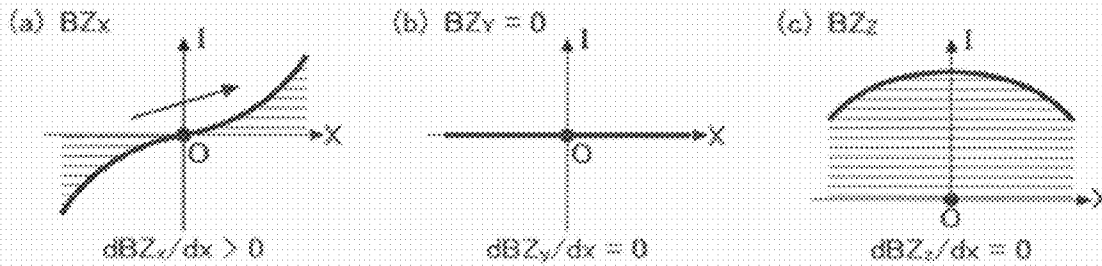 (a) BZx
I
X
O
dBZx/dx > 0
(b) BZY = 0
I
X
O
dBZy/dx = 0
(c) BZz
I
O
dBZz/dx = 0